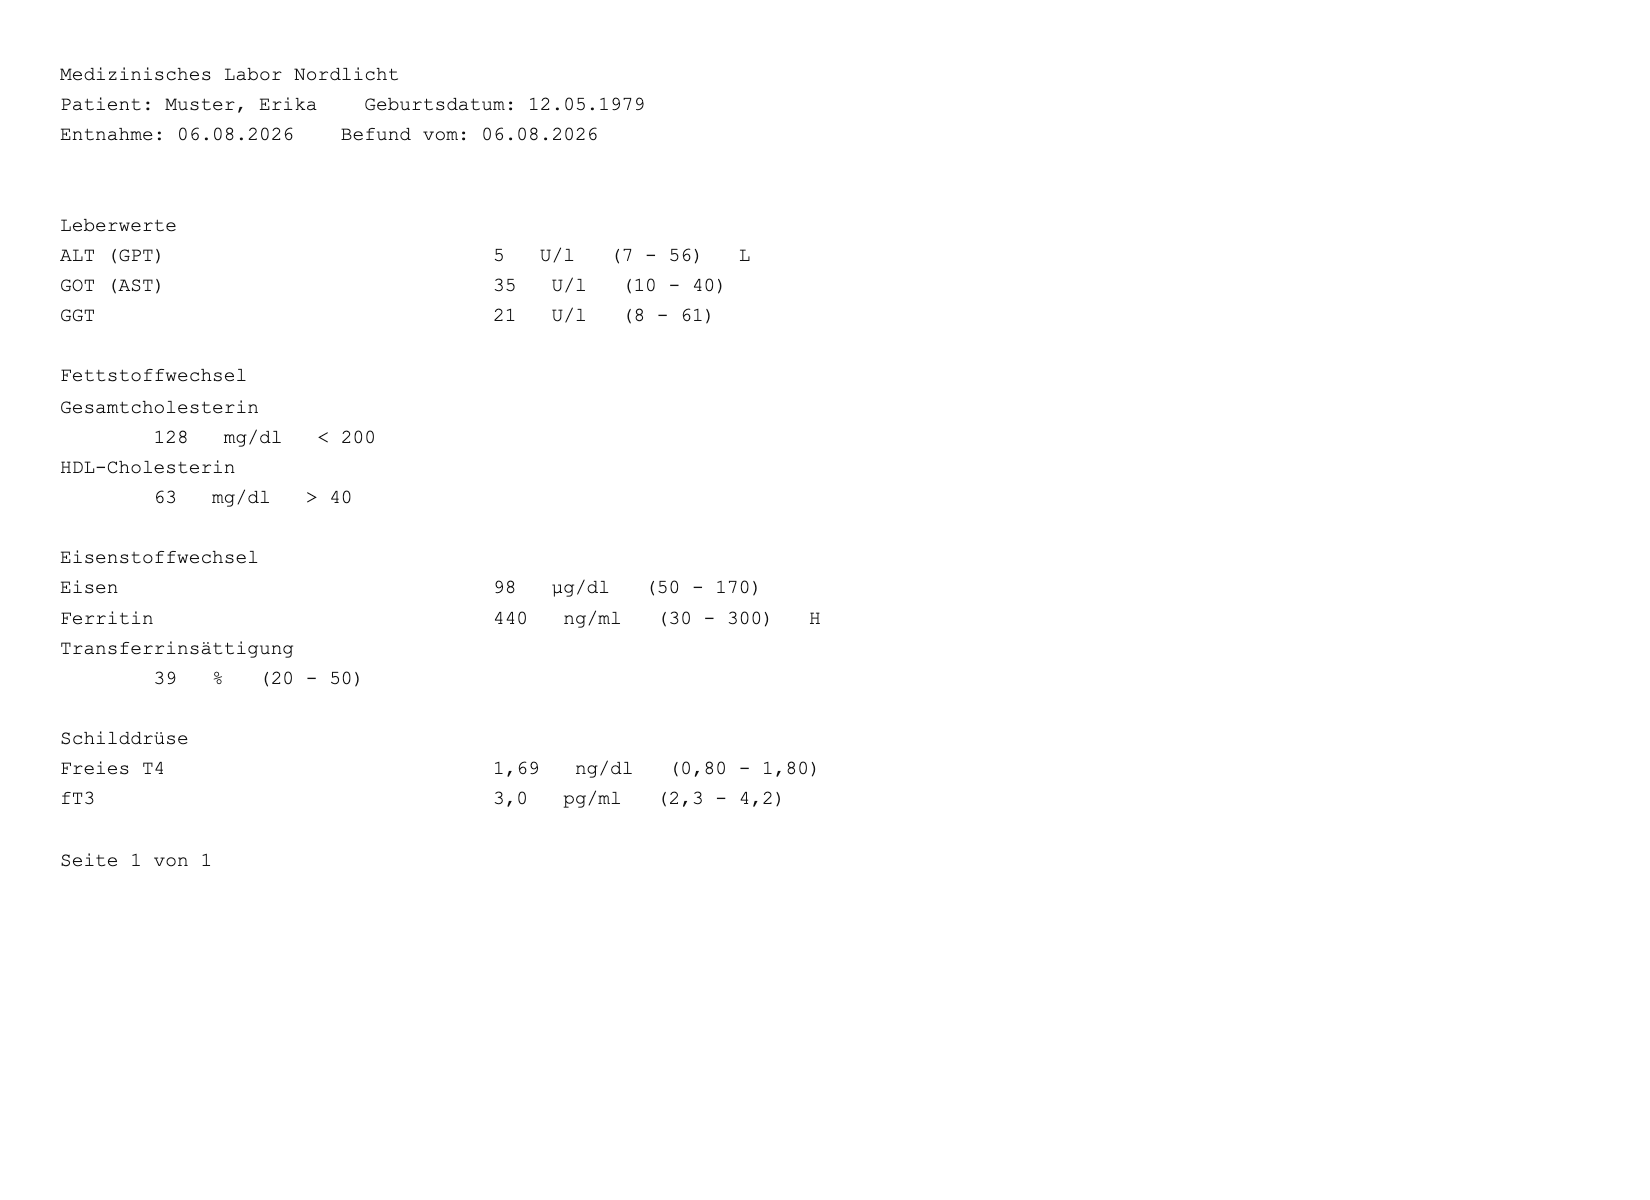 Medizinisches Labor Nordlicht
Patient: Muster, Erika    Geburtsdatum: 12.05.1979
Entnahme: 06.08.2026    Befund vom: 06.08.2026
Leberwerte
ALT (GPT)    5   U/l   (7 - 56)   L
GOT (AST)    35   U/l   (10 - 40)
GGT    21   U/l   (8 - 61)
Fettstoffwechsel
Gesamtcholesterin
128   mg/dl   < 200
HDL-Cholesterin
63   mg/dl   > 40
Eisenstoffwechsel
Eisen    98   µg/dl   (50 - 170)
Ferritin    440   ng/ml   (30 - 300)   H
Transferrinsättigung
39   %   (20 - 50)
Schilddrüse
Freies T4    1,69   ng/dl   (0,80 - 1,80)
fT3    3,0   pg/ml   (2,3 - 4,2)
Seite 1 von 1